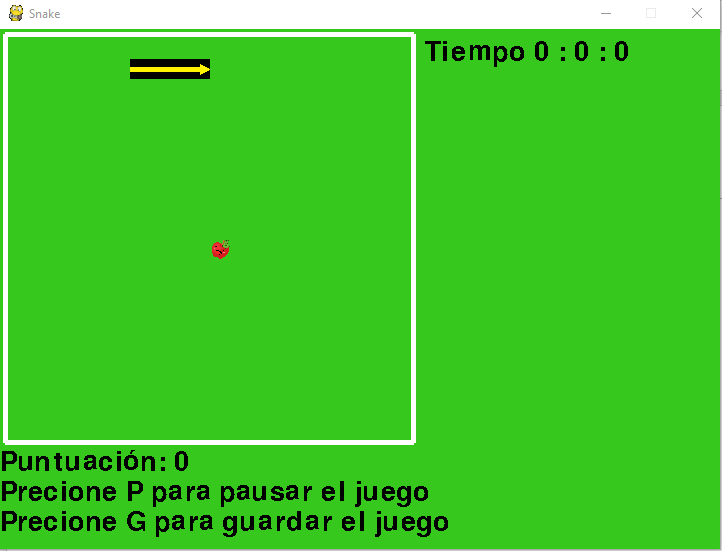 Snake
Tiempo 0 : 0 : 0
Puntuación: 0
Precione P para pausar el juego
Precione G para guardar el juego